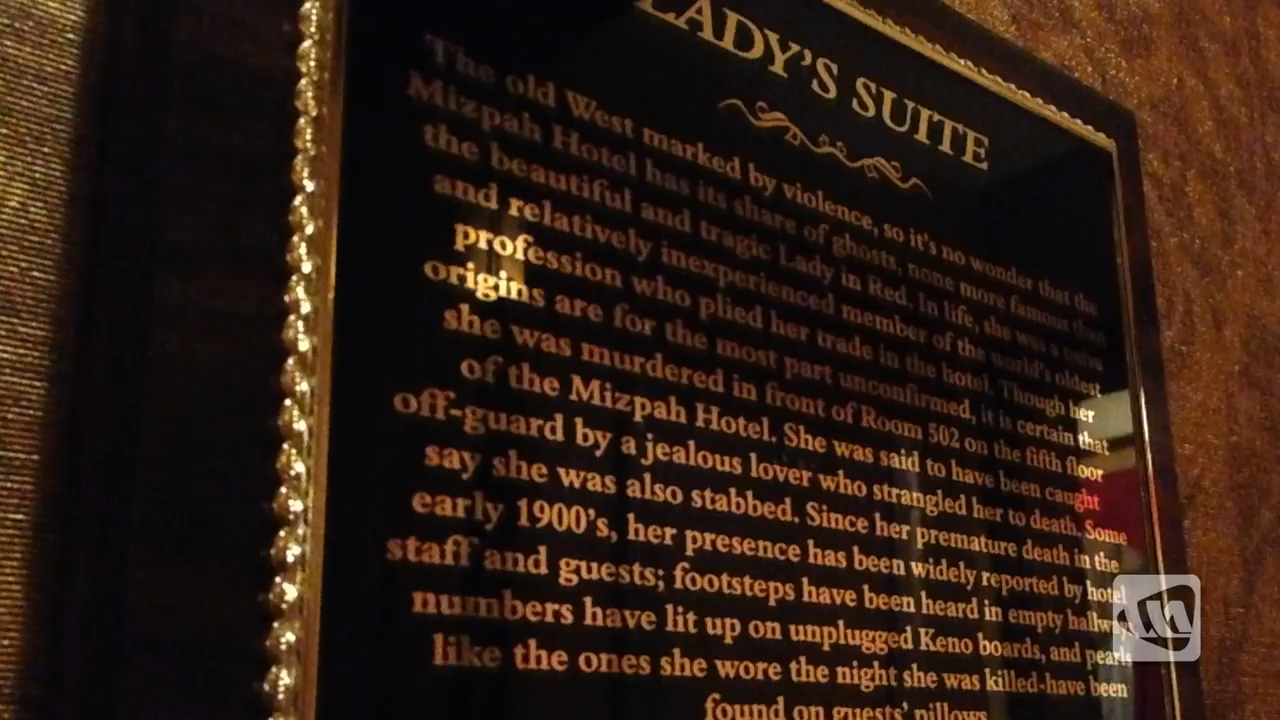 LADY'S SUITE
The old West marked by violence, so it's no wonder that the
Mizpah Hotel has its share of ghosts, none more famous than
the beautiful and tragic Lady in Red. In life, she was a naive
and relatively inexperienced member of the world's oldest
profession who plied her trade in the hotel. Though her
origins are for the most part unconfirmed, it is certain that
she was murdered in front of Room 502 on the fifth floor
of the Mizpah Hotel. She was said to have been caught
off-guard by a jealous lover who strangled her to death. Some
say she was also stabbed. Since her premature death in the
early 1900's, her presence has been widely reported by hotel
staff and guests; footsteps have been heard in empty hallways
numbers have lit up on unplugged Keno boards, and pearls
like the ones she wore the night she was killed-have been
found on guests' pillows